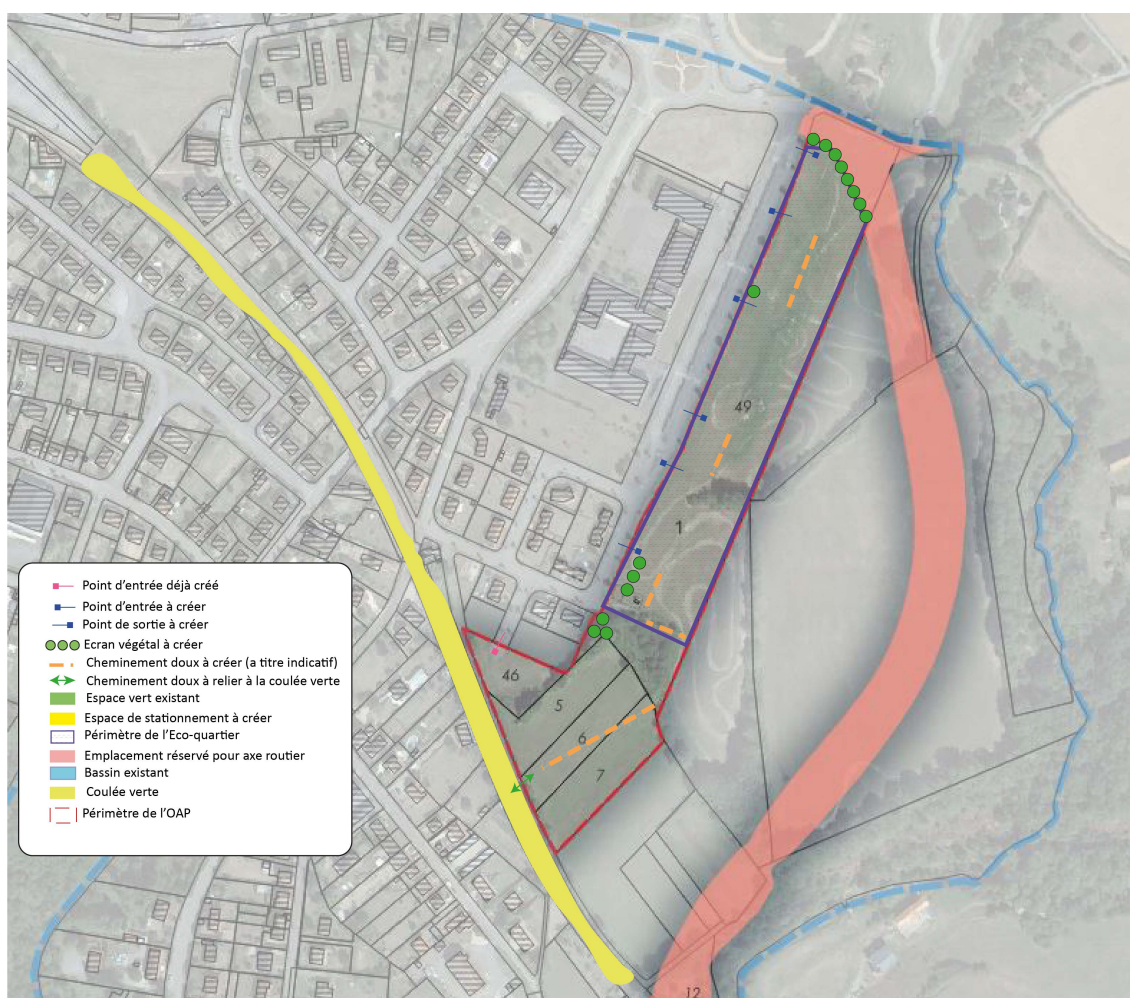 49
1
46
5
6
7
12
Point d'entrée déjà créé
Point d'entrée à créer
Point de sortie à créer
Ecran végétal à créer
Cheminement doux à créer (a titre indicatif)
Cheminement doux à relier à la coulée verte
Espace vert existant
Espace de stationnement à créer
Périmètre de l'Eco-quartier
Emplacement réservé pour axe routier
Bassin existant
Coulée verte
Périmètre de l'OAP